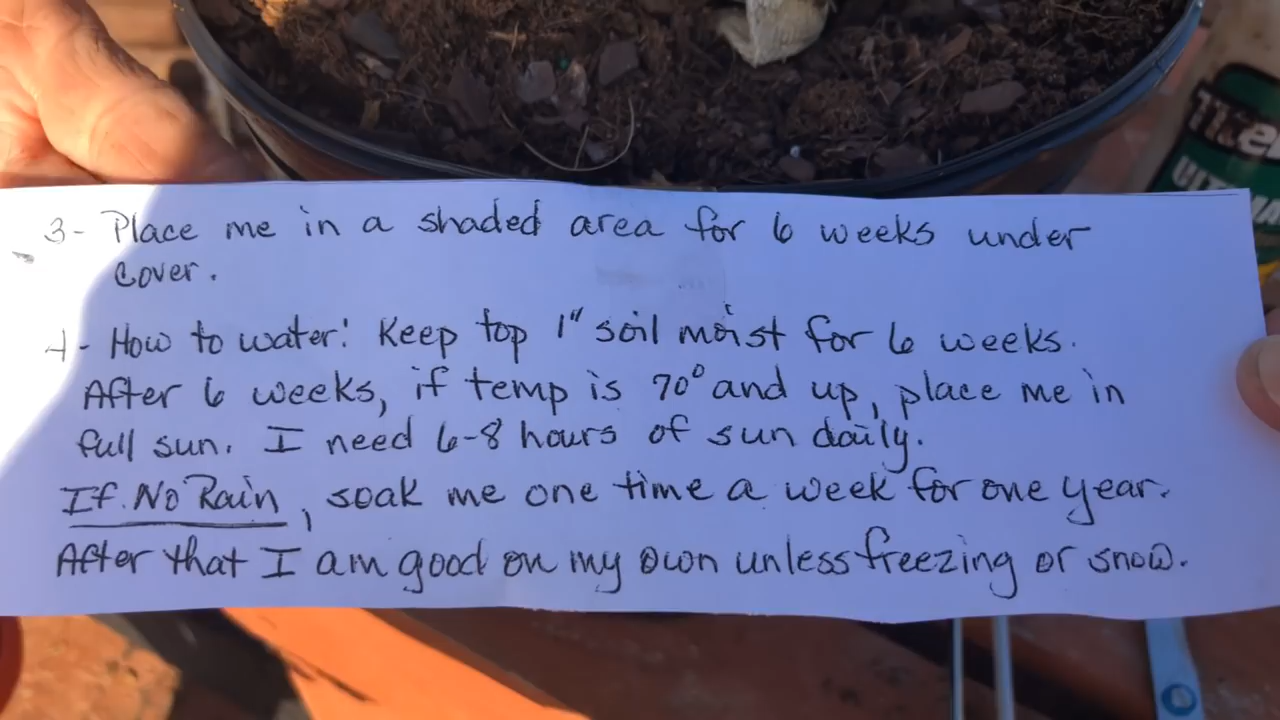 3- Place me in a shaded area for 6 weeks under
cover.
4- How to water: Keep top 1" soil moist for 6 weeks.
After 6 weeks, if temp is 70° and up, place me in
full sun. I need 6-8 hours of sun daily.
If No Rain, soak me one time a week for one year.
After that I am good on my own unless freezing or snow.